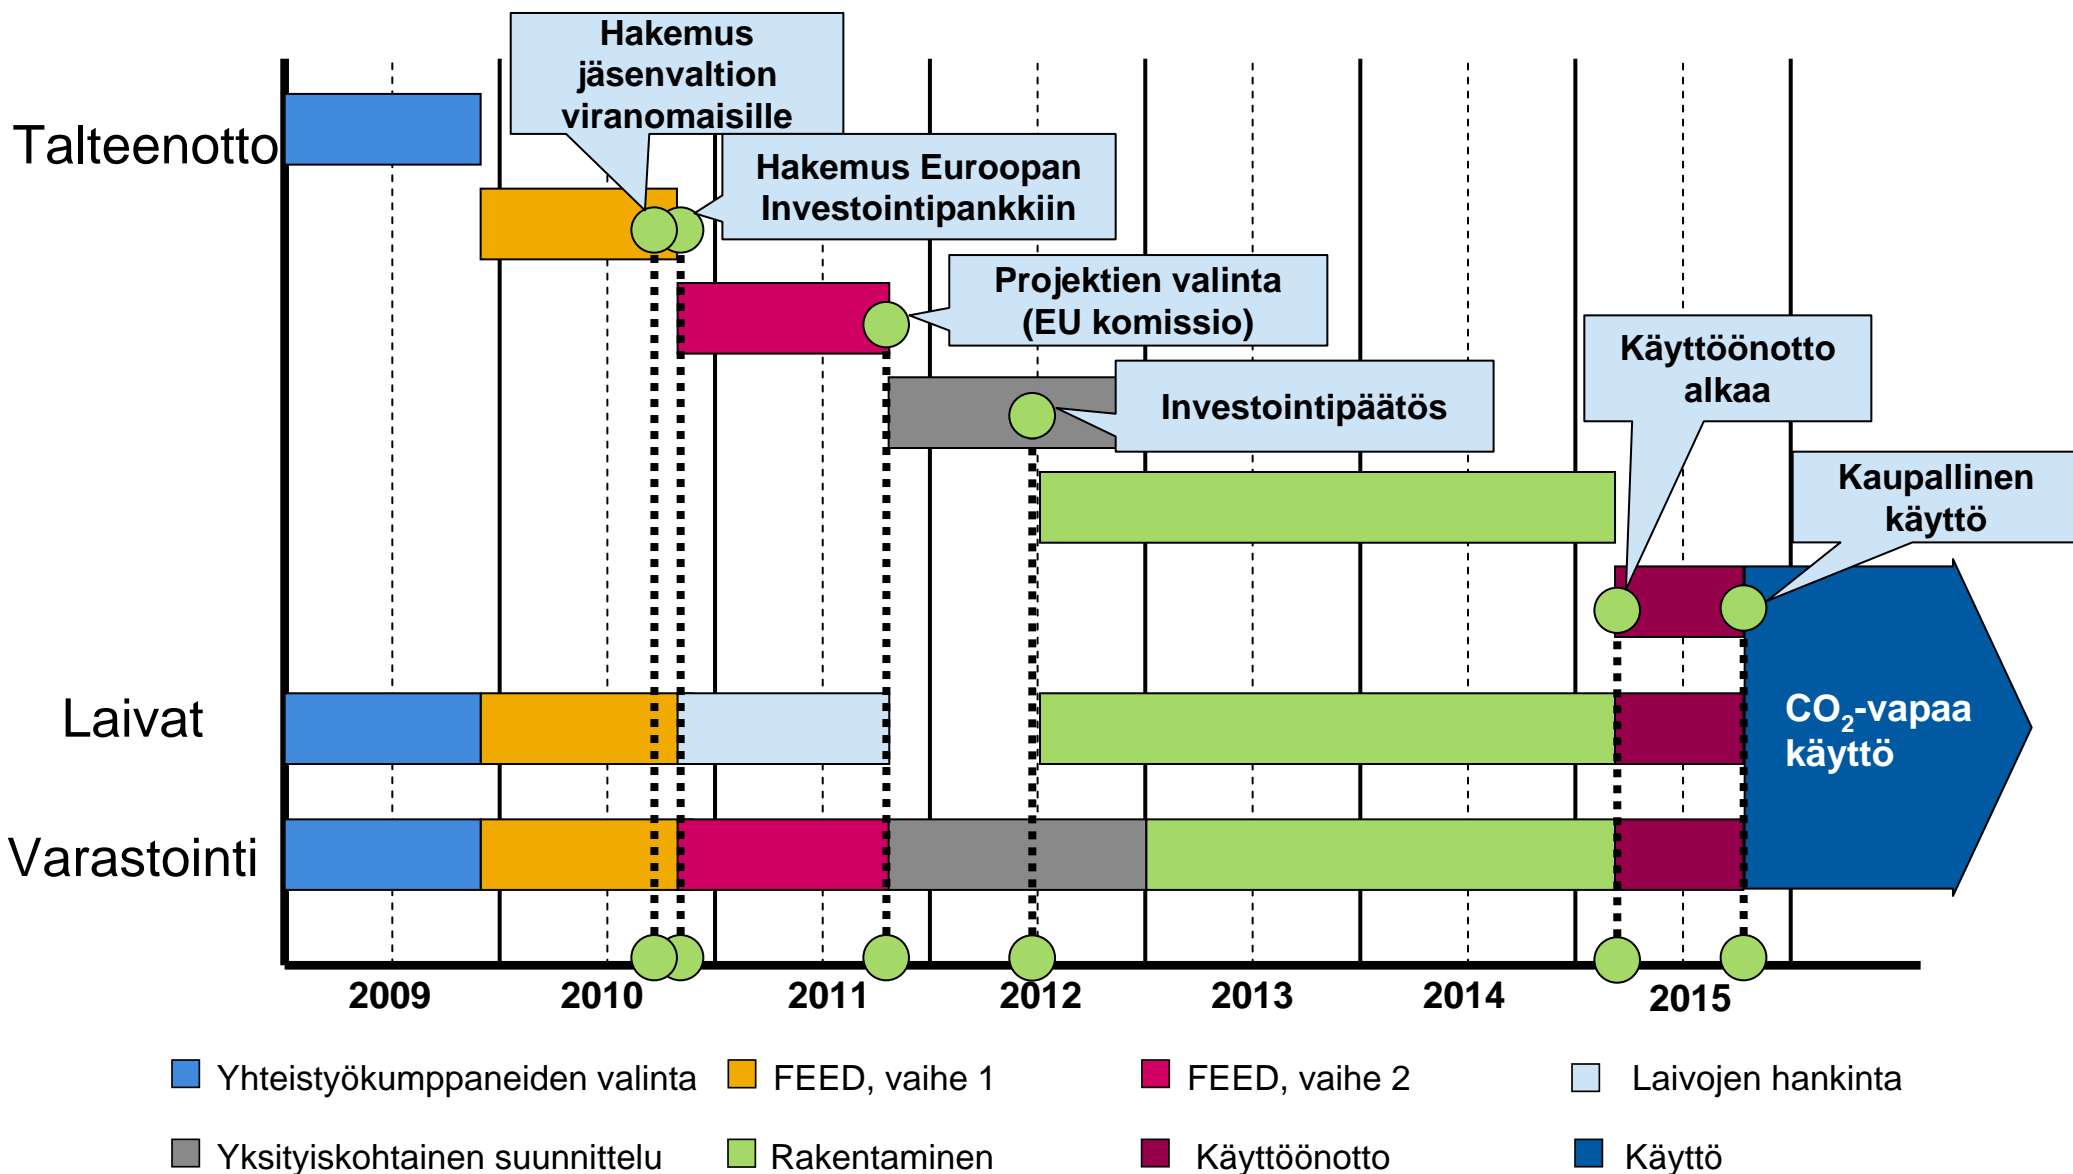 Hakemus
jäsenvaltion
viranomaisille
Talteenotto
Hakemus Euroopan
Investointipankkiin
Projektien valinta
(EU komissio)
Käyttöönotto
alkaa
Investointipäätös
Kaupallinen
käyttö
Laivat
CO₂-vapaa
käyttö
Varastointi
2009 2010 2011 2012 2013 2014 2015
Yhteistyökumppaneiden valinta FEED, vaihe 1 FEED, vaihe 2 Laivojen hankinta
Yksityiskohtainen suunnittelu Rakentaminen Käyttöönotto Käyttö